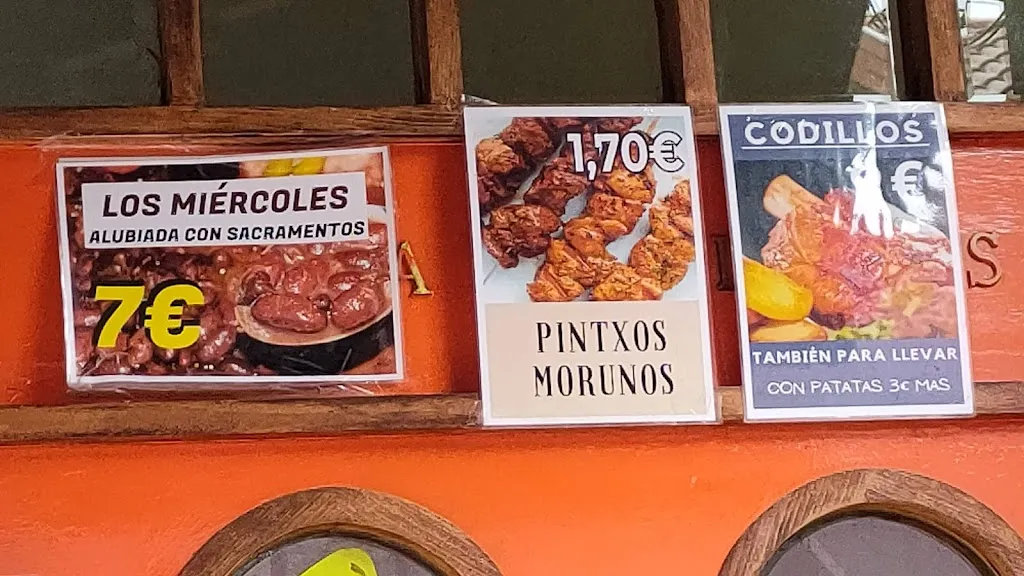 LOS MIÉRCOLES
ALUBIADA CON SACRAMENTOS
7€
1,70€
PINTXOS
MORUNOS
CODILLOS
€
TAMBIÉN PARA LLEVAR
CON PATATAS 3€ MAS
A
S